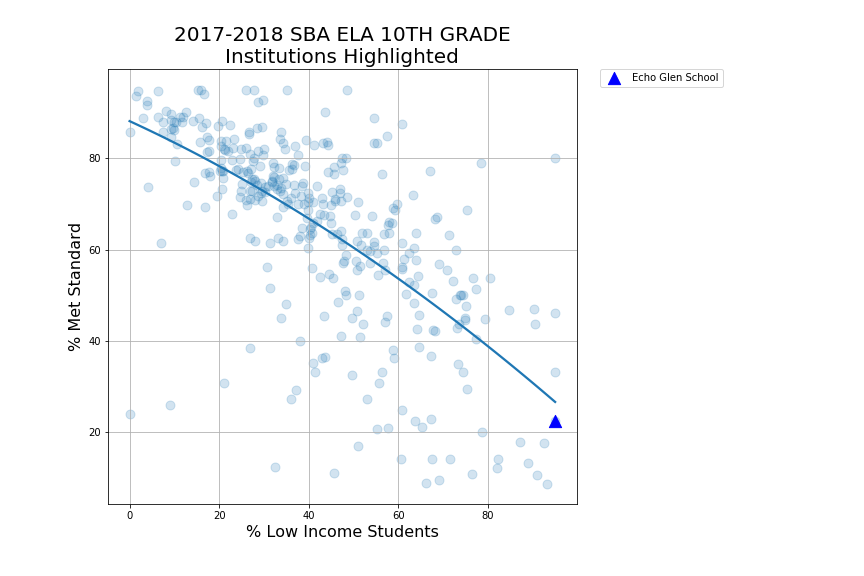 2017-2018 SBA ELA 10TH GRADE
Institutions Highlighted
Echo Glen School
% Met Standard
80
60
40
20
0
20
40
60
80
% Low Income Students